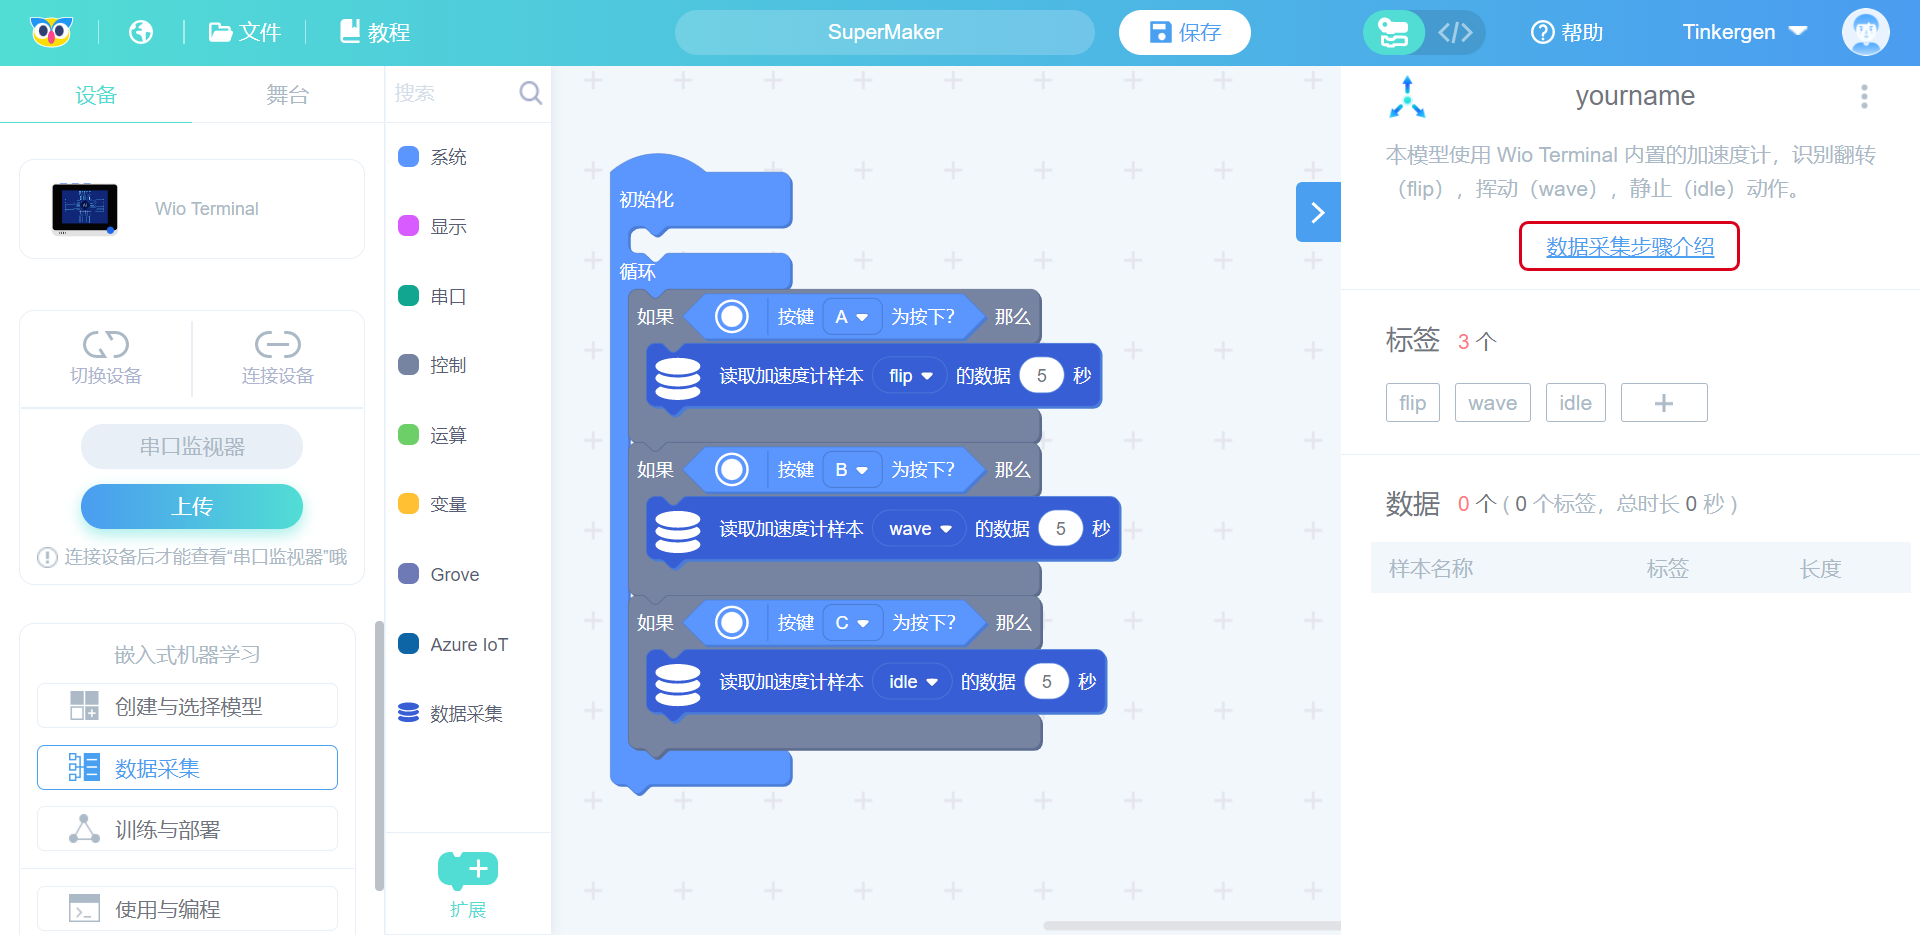 文件
教程
SuperMaker
保存
帮助
Tinkergen
设备
舞台
Wio Terminal
切换设备
连接设备
串口监视器
上传
连接设备后才能查看“串口监视器”哦
嵌入式机器学习
创建与选择模型
数据采集
训练与部署
使用与编程
搜索
系统
显示
串口
控制
运算
变量
Grove
Azure IoT
数据采集
扩展
初始化
循环
如果 按键 A 为按下? 那么
读取加速度计样本 flip 的数据 5 秒
如果 按键 B 为按下? 那么
读取加速度计样本 wave 的数据 5 秒
如果 按键 C 为按下? 那么
读取加速度计样本 idle 的数据 5 秒
yourname
本模型使用 Wio Terminal 内置的加速度计，识别翻转
（flip），挥动（wave），静止（idle）动作。
数据采集步骤介绍
标签 3 个
flip wave idle +
数据 0 个 ( 0 个标签，总时长 0 秒 )
样本名称 标签 长度